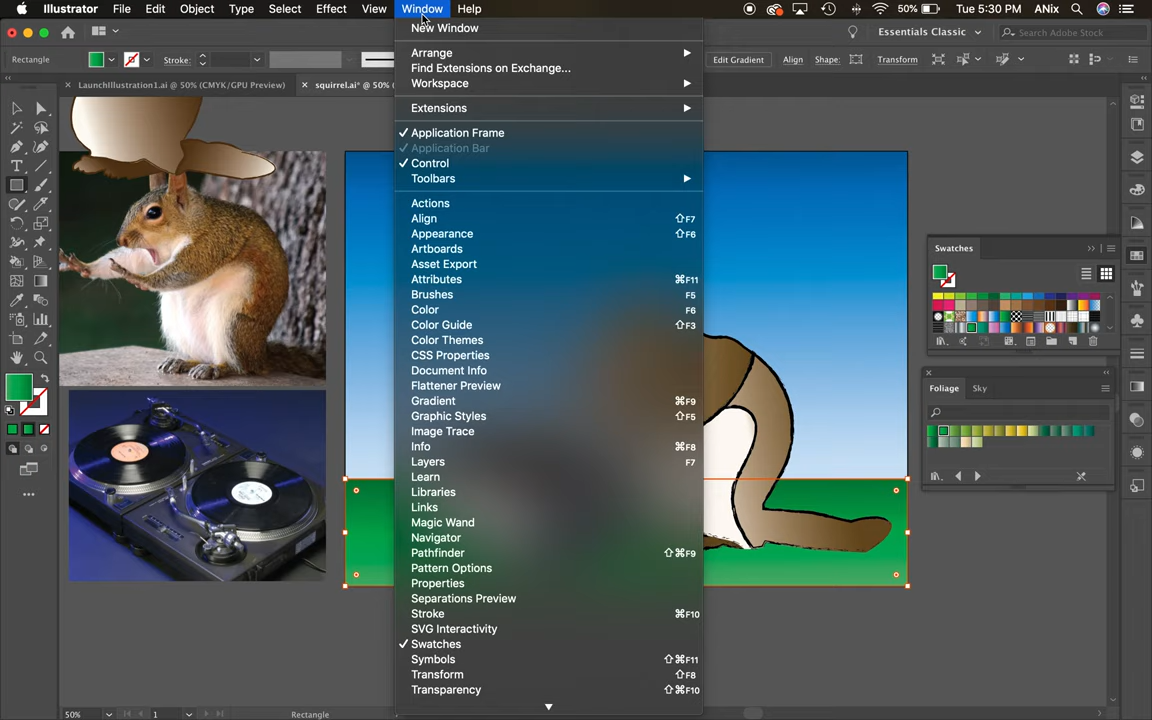 Illustrator File Edit Object Type Select Effect View Window Help 50% Tue 5:30 PM ANix
Essentials Classic Search Adobe Stock
Rectangle Stroke: Edit Gradient Align Shape: Transform
× LaunchIllustration1.ai @ 50% (CMYK/GPU Preview) × squirrel.ai* @ 50%
New Window
Arrange
Find Extensions on Exchange...
Workspace
Extensions
✓ Application Frame
✓ Application Bar
✓ Control
Toolbars
Actions
Align ⇧F7
Appearance ⇧F6
Artboards
Asset Export
Attributes ⌘F11
Brushes F5
Color F6
Color Guide ⇧F3
Color Themes
CSS Properties
Document Info
Flattener Preview
Gradient ⌘F9
Graphic Styles ⇧F5
Image Trace
Info ⌘F8
Layers F7
Learn
Libraries
Links
Magic Wand
Navigator
Pathfinder ⇧⌘F9
Pattern Options
Properties
Separations Preview
Stroke ⌘F10
SVG Interactivity
✓ Swatches
Symbols ⇧⌘F11
Transform ⇧F8
Transparency ⇧⌘F10
Swatches
Foliage Sky
50% 1 Rectangle